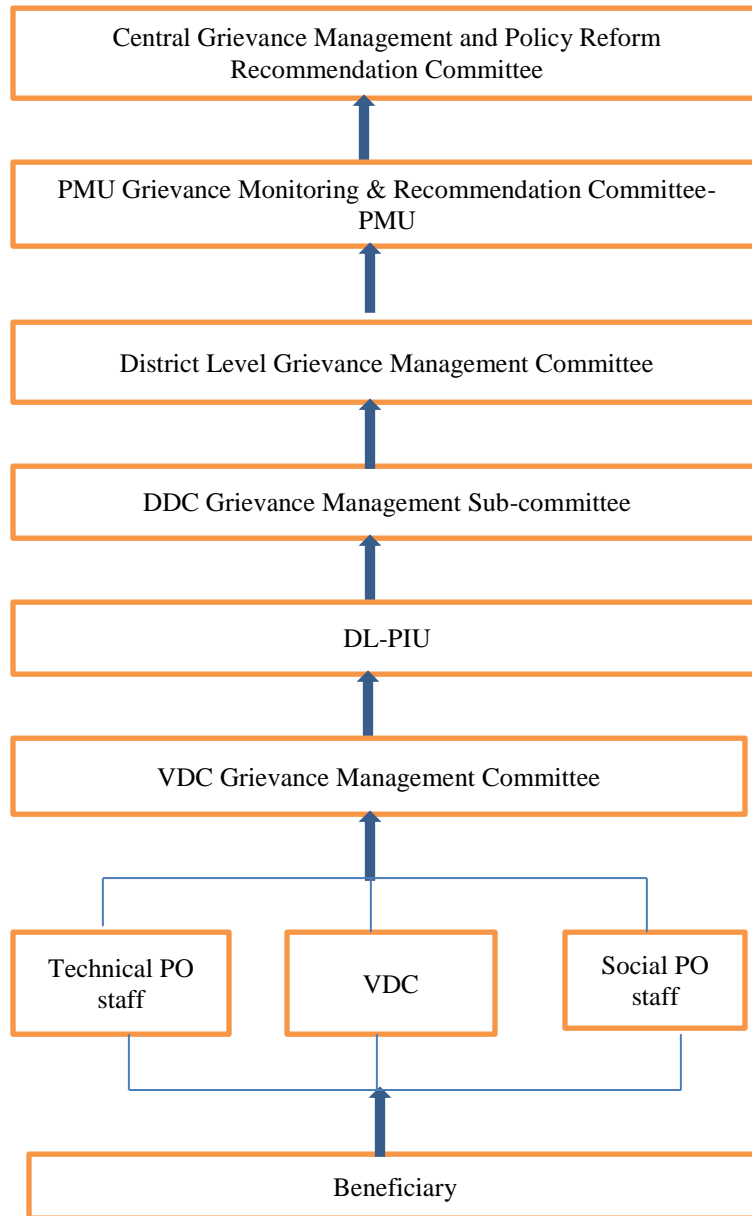 Central Grievance Management and Policy Reform
Recommendation Committee
PMU Grievance Monitoring & Recommendation Committee-
PMU
District Level Grievance Management Committee
DDC Grievance Management Sub-committee
DL-PIU
VDC Grievance Management Committee
Technical PO
staff
VDC
Social PO
staff
Beneficiary